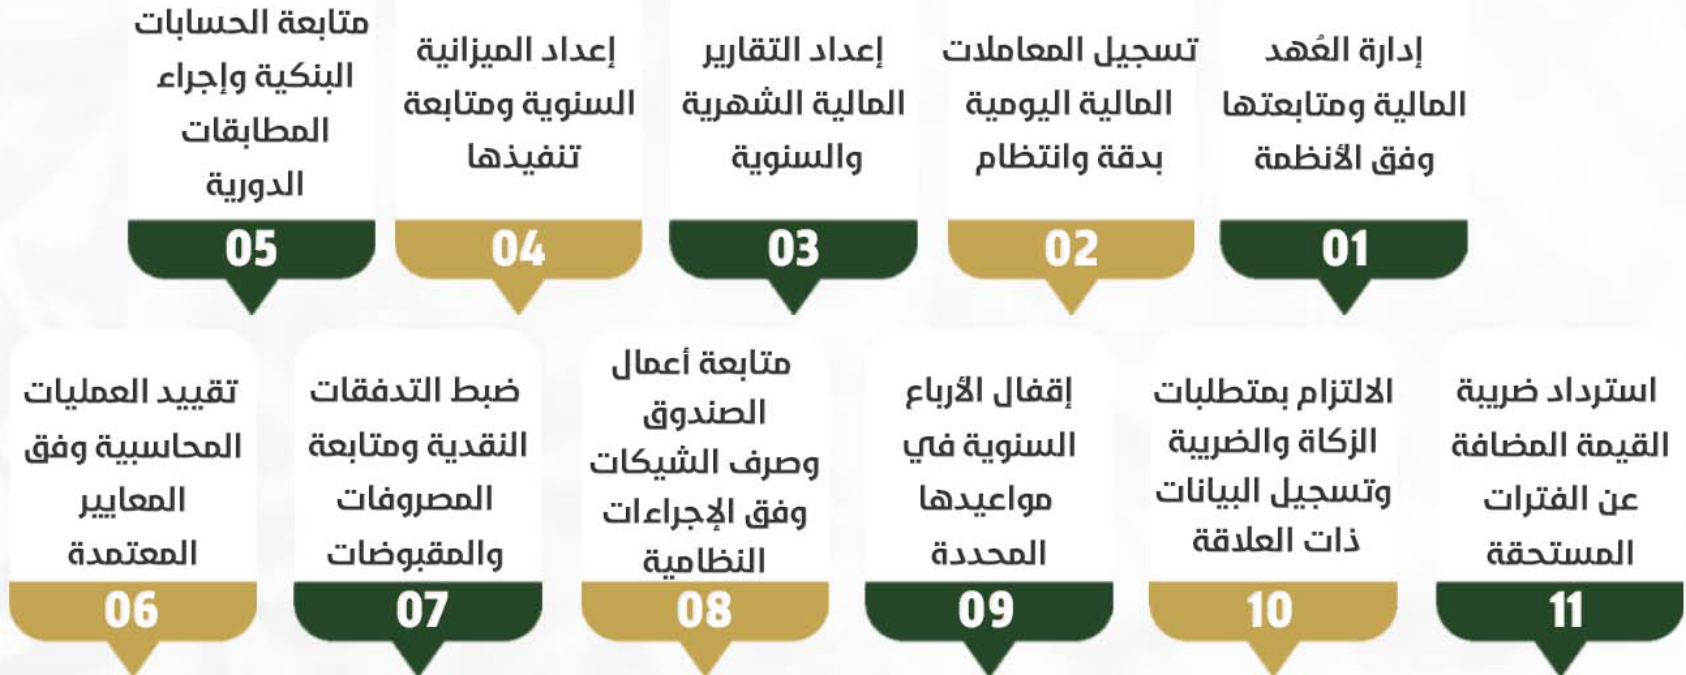 إدارة العُهد
المالية ومتابعتها
وفق الأنظمة
01
تسجيل المعاملات
المالية اليومية
بدقة وانتظام
02
إعداد التقارير
المالية الشهرية
والسنوية
03
إعداد الميزانية
السنوية ومتابعة
تنفيذها
04
متابعة الحسابات
البنكية وإجراء
المطابقات
الدورية
05
تقييد العمليات
المحاسبية وفق
المعايير
المعتمدة
06
ضبط التدفقات
النقدية ومتابعة
المصروفات
والمقبوضات
07
متابعة أعمال
الصندوق
وصرف الشيكات
وفق الإجراءات
النظامية
08
إقفال الأرباع
السنوية في
مواعيدها
المحددة
09
الالتزام بمتطلبات
الزكاة والضريبة
وتسجيل البيانات
ذات العلاقة
10
استرداد ضريبة
القيمة المضافة
عن الفترات
المستحقة
11